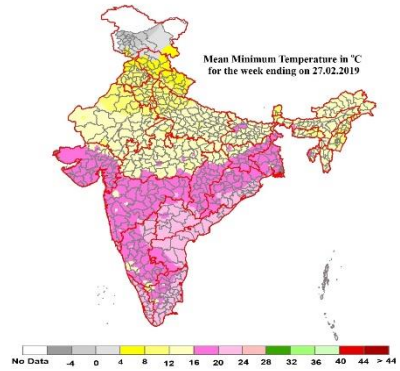 Mean Minimum Temperature in °C
for the week ending on 27.02.2019
No Data -4 0 4 8 12 16 20 24 28 32 36 40 44 > 44